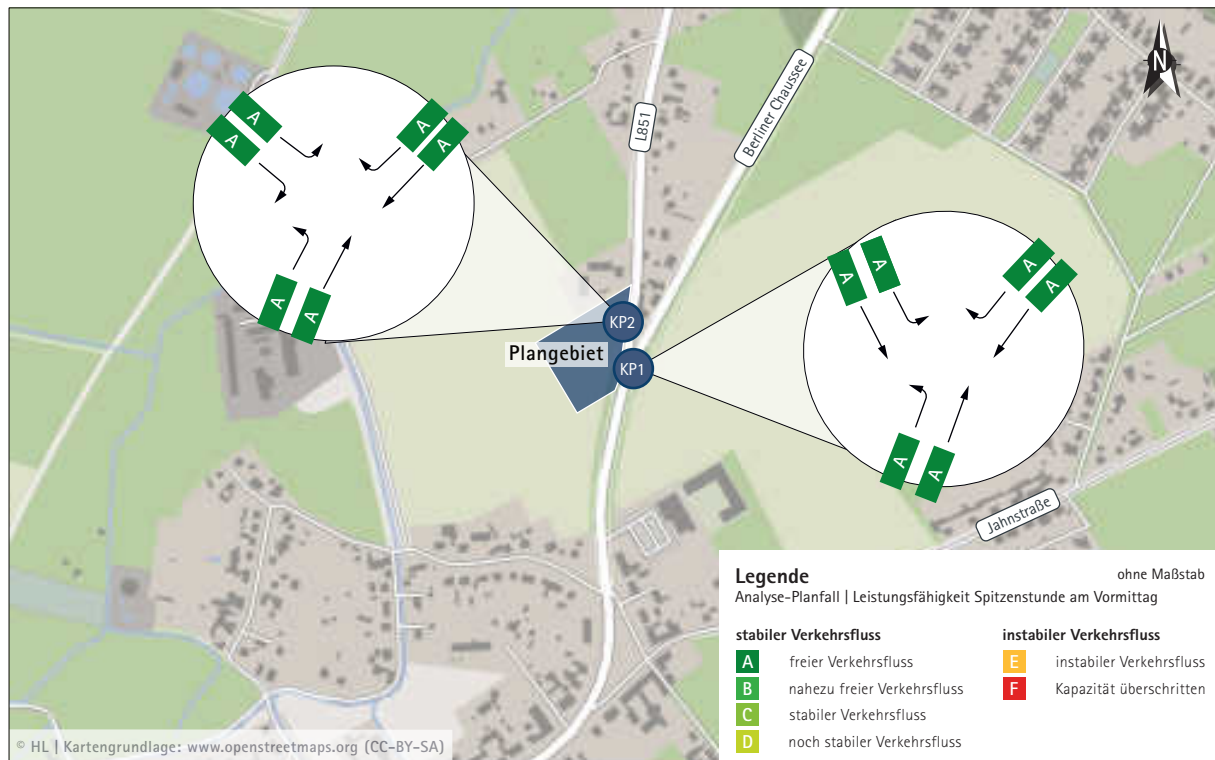 N
L851
Berliner Chaussee
A
A
A
A
A
A
A
A
A
A
A
A
KP2
Plangebiet
KP1
Jahnstraße
Legende
ohne Maßstab
Analyse-Planfall | Leistungsfähigkeit Spitzenstunde am Vormittag
stabiler Verkehrsfluss
A freier Verkehrsfluss
B nahezu freier Verkehrsfluss
C stabiler Verkehrsfluss
D noch stabiler Verkehrsfluss
instabiler Verkehrsfluss
E instabiler Verkehrsfluss
F Kapazität überschritten
© HL | Kartengrundlage: www.openstreetmaps.org (CC-BY-SA)